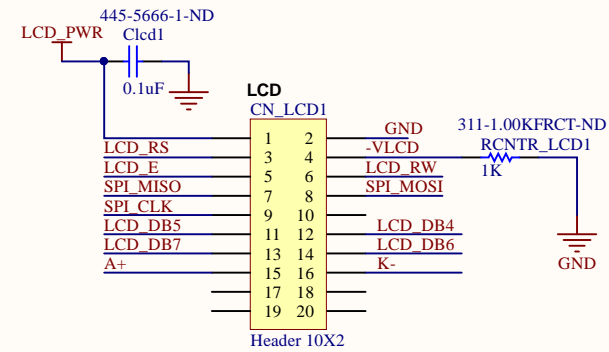 445-5666-1-ND
LCD_PWR
Clcd1
0.1uF
LCD
CN_LCD1
311-1.00KFRCT-ND
RCNTR_LCD1
1K
GND
1 2 GND
LCD_RS 3 4 -VLCD
LCD_E 5 6 LCD_RW
SPI_MISO 7 8 SPI_MOSI
SPI_CLK 9 10
LCD_DB5 11 12 LCD_DB4
LCD_DB7 13 14 LCD_DB6
A+ 15 16 K-
17 18
19 20
Header 10X2